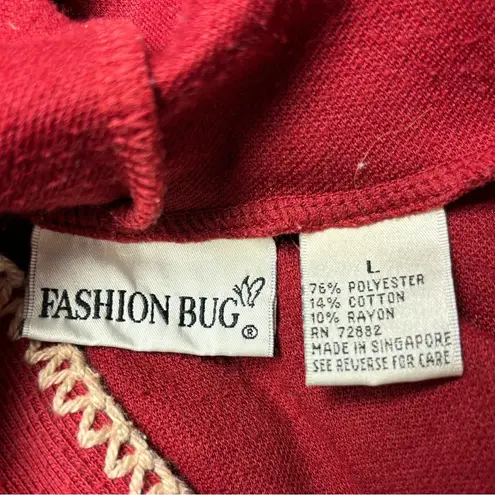 FASHION BUG®
L
76% POLYESTER
14% COTTON
10% RAYON
RN 72882
MADE IN SINGAPORE
SEE REVERSE FOR CARE